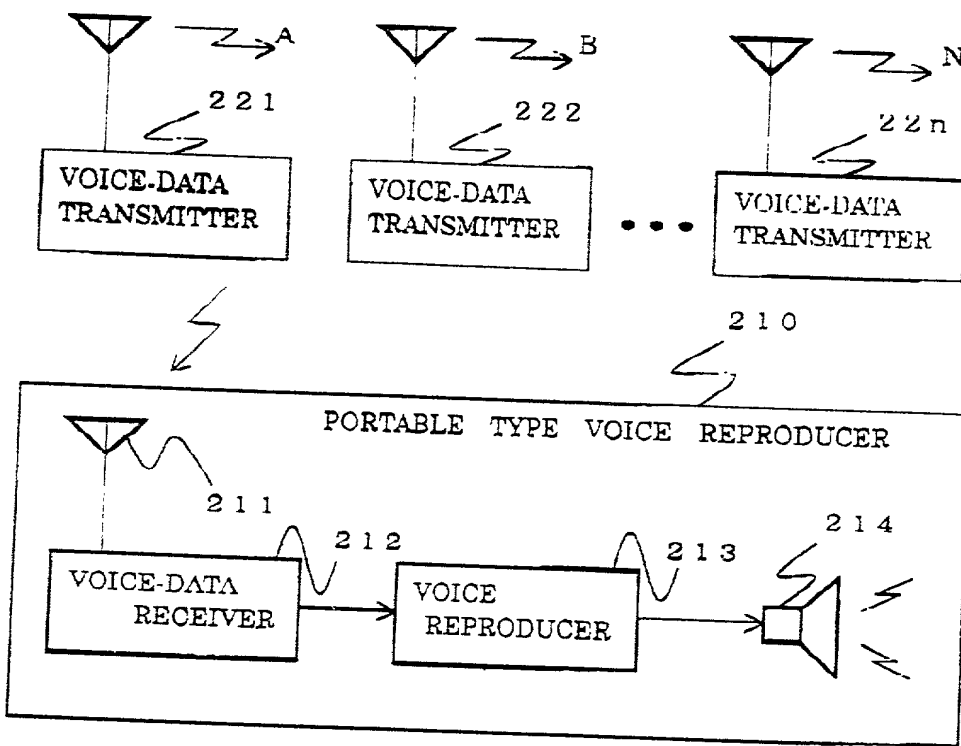 A
B
N
221
222
22n
VOICE-DATA
TRANSMITTER
VOICE-DATA
TRANSMITTER
VOICE-DATA
TRANSMITTER
210
PORTABLE TYPE VOICE REPRODUCER
211
212
213
214
VOICE-DATA
RECEIVER
VOICE
REPRODUCER